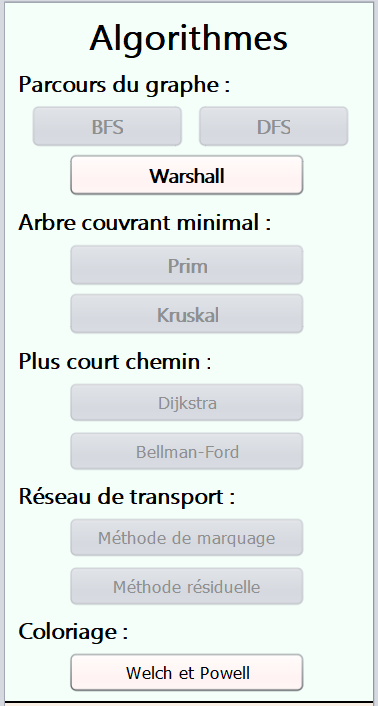 Algorithmes
Parcours du graphe :
BFS DFS
Warshall
Arbre couvrant minimal :
Prim
Kruskal
Plus court chemin :
Dijkstra
Bellman-Ford
Réseau de transport :
Méthode de marquage
Méthode résiduelle
Coloriage :
Welch et Powell